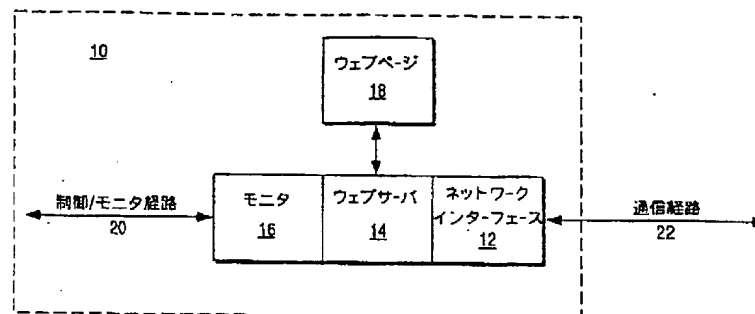 10
ウェブページ
18
制御/モニタ経路
20
モニタ
16
ウェブサーバ
14
ネットワーク
インターフェース
12
通信経路
22